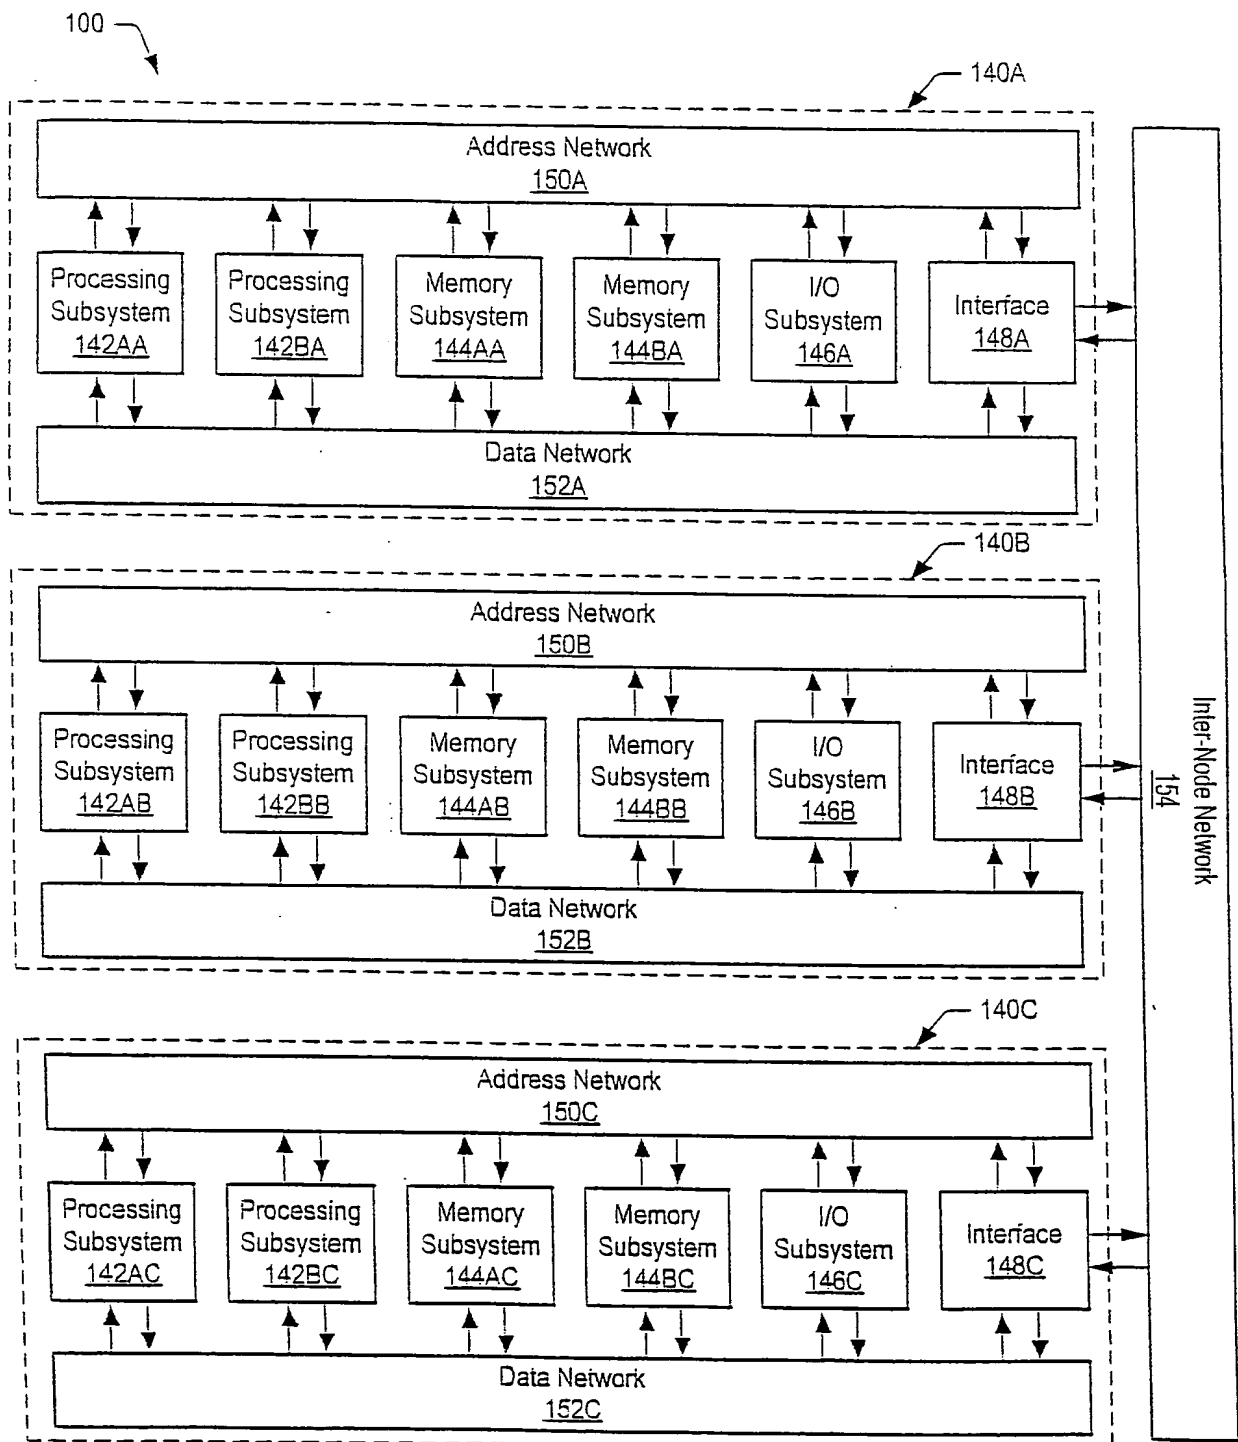 100
140A
Address Network
150A
Processing
Subsystem
142AA
Processing
Subsystem
142BA
Memory
Subsystem
144AA
Memory
Subsystem
144BA
I/O
Subsystem
146A
Interface
148A
Data Network
152A
140B
Address Network
150B
Processing
Subsystem
142AB
Processing
Subsystem
142BB
Memory
Subsystem
144AB
Memory
Subsystem
144BB
I/O
Subsystem
146B
Interface
148B
Data Network
152B
140C
Address Network
150C
Processing
Subsystem
142AC
Processing
Subsystem
142BC
Memory
Subsystem
144AC
Memory
Subsystem
144BC
I/O
Subsystem
146C
Interface
148C
Data Network
152C
Inter-Node Network
154